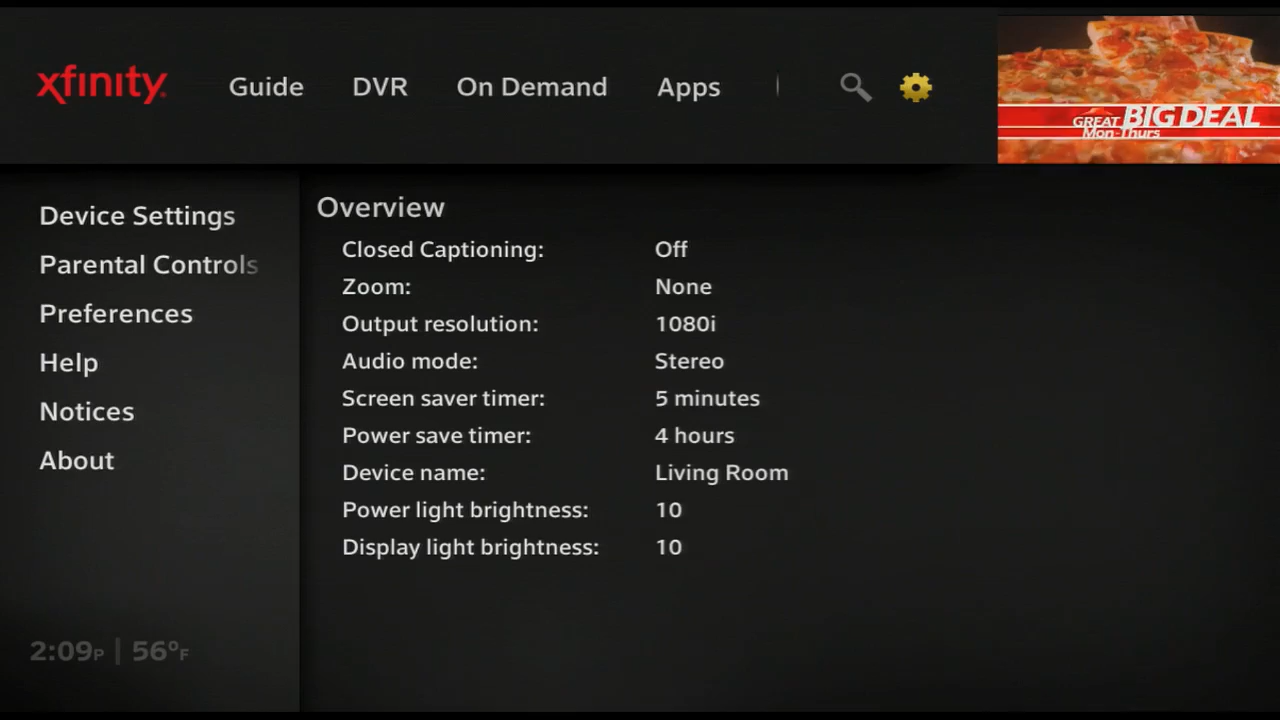 xfinity
Guide DVR On Demand Apps
GREAT BIG DEAL
Mon-Thurs
Device Settings
Parental Controls
Preferences
Help
Notices
About
Overview
Closed Captioning: Off
Zoom: None
Output resolution: 1080i
Audio mode: Stereo
Screen saver timer: 5 minutes
Power save timer: 4 hours
Device name: Living Room
Power light brightness: 10
Display light brightness: 10
2:09P | 56°F